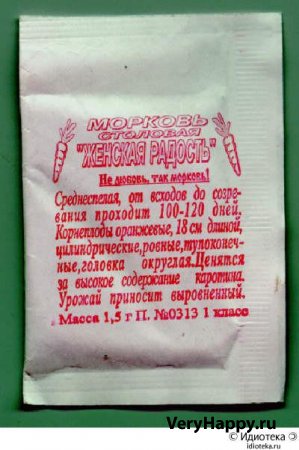 МОРКОВЬ
СТОЛОВАЯ
"ЖЕНСКАЯ РАДОСТЬ"
Не любовь, так морковь!
Среднеспелая, от всходов до созре-
вания проходит 100-120 дней.
Корнеплоды оранжевые, 18 см длиной,
цилиндрические,ровные,тупоконеч-
ные,головка округлая.Ценятся
за высокое содержание каротина.
Урожай приносит выровненный.
Масса 1,5 г П. №0313 1 класс
VeryHappy.ru
© Идиотека
idioteka.ru